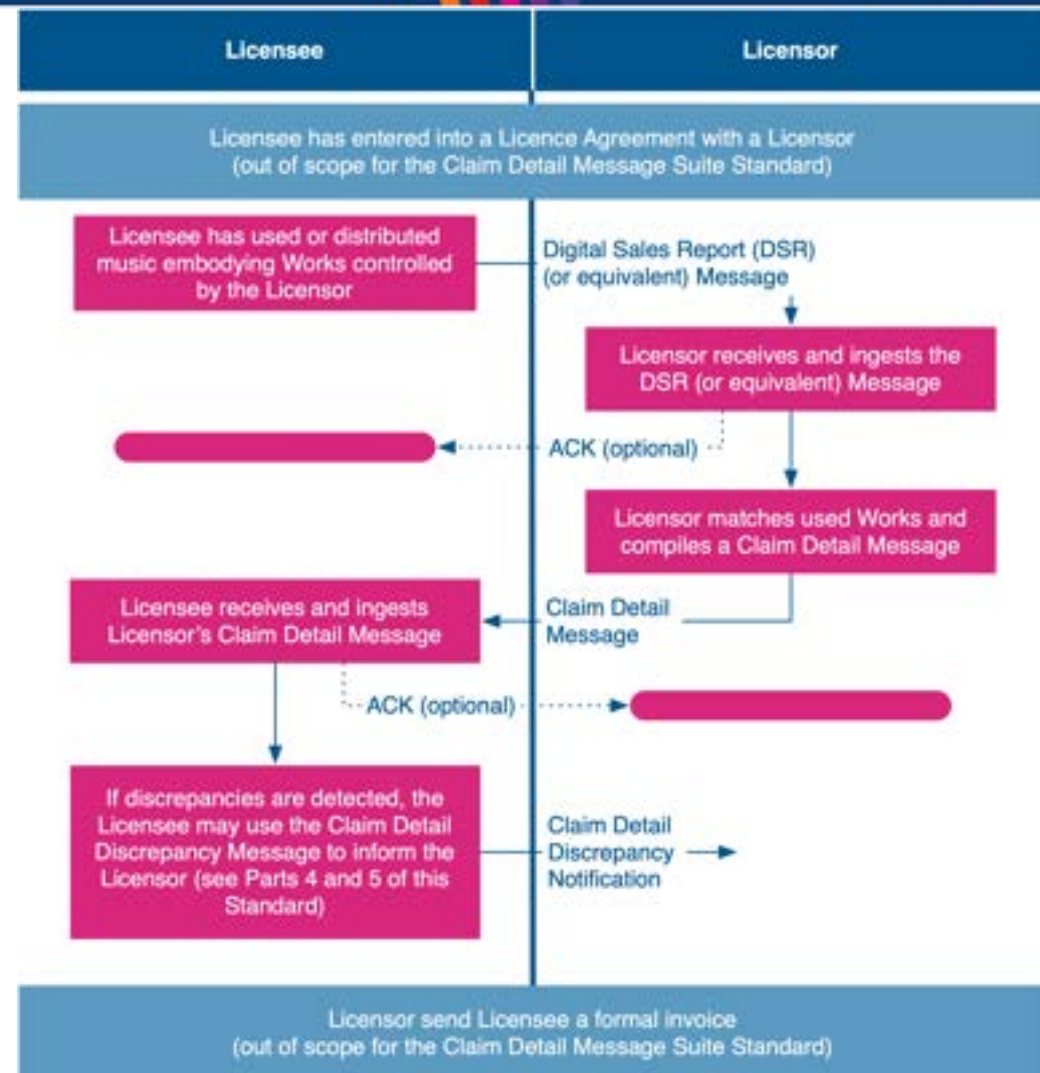 Licensee
Licensor
Licensee has entered into a Licence Agreement with a Licensor
(out of scope for the Claim Detail Message Suite Standard)
Licensee has used or distributed
music embodying Works controlled
by the Licensor
Digital Sales Report (DSR)
(or equivalent) Message
Licensor receives and ingests the
DSR (or equivalent) Message
ACK (optional)
Licensor matches used Works and
compiles a Claim Detail Message
Claim Detail
Message
Licensee receives and ingests
Licensor's Claim Detail Message
ACK (optional)
If discrepancies are detected, the
Licensee may use the Claim Detail
Discrepancy Message to inform the
Licensor (see Parts 4 and 5 of this
Standard)
Claim Detail
Discrepancy
Notification
Licensor send Licensee a formal invoice
(out of scope for the Claim Detail Message Suite Standard)